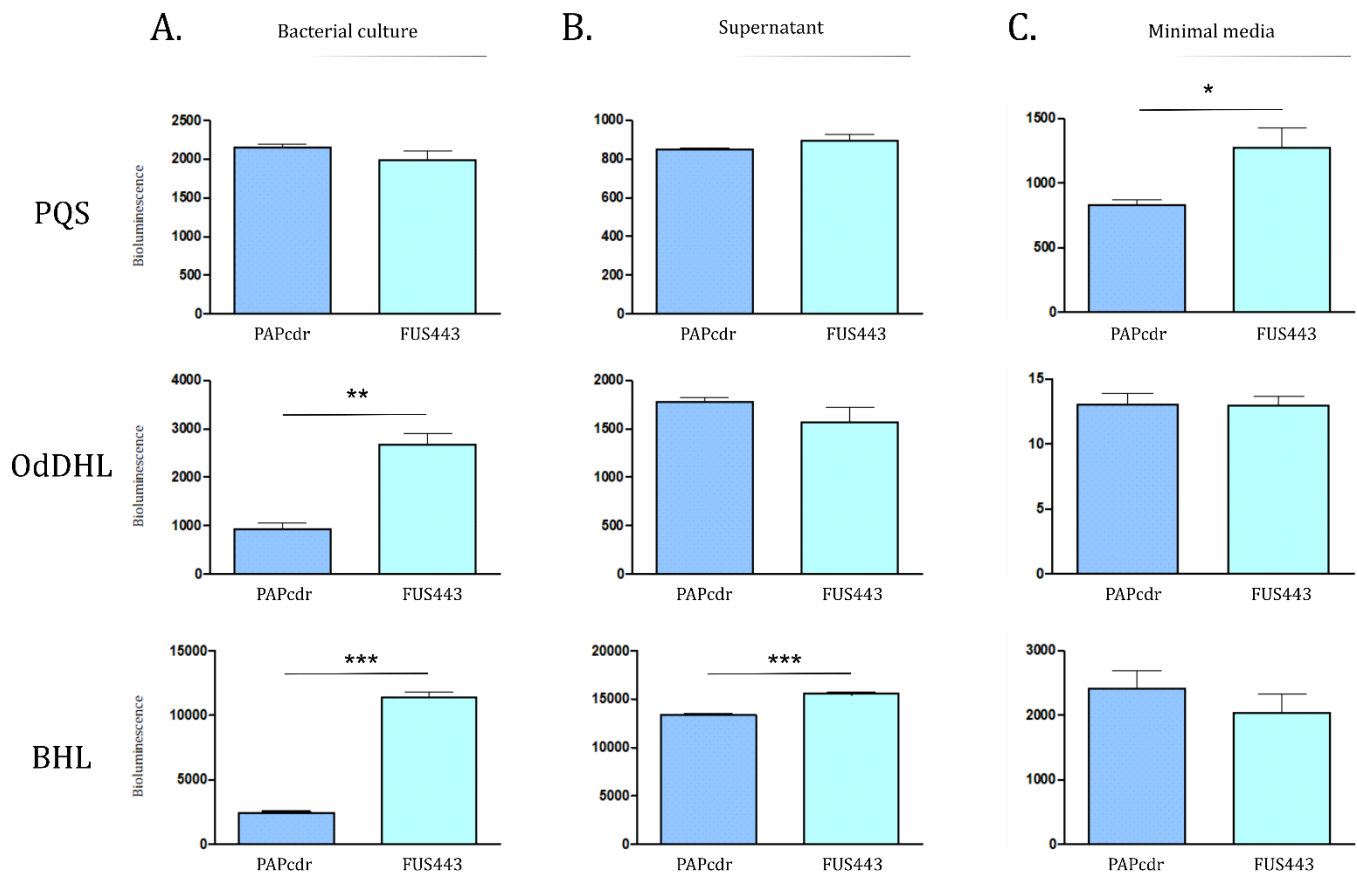 A. Bacterial culture B. Supernatant C. Minimal media
PQS
Bioluminescence
2500
2000
1500
1000
500
0
PAPcdr FUS443
1000
800
600
400
200
0
PAPcdr FUS443
*
1500
1000
500
0
PAPcdr FUS443
OdDHL
Bioluminescence
**
4000
3000
2000
1000
0
PAPcdr FUS443
2000
1500
1000
500
0
PAPcdr FUS443
15
10
5
0
PAPcdr FUS443
BHL
Bioluminescence
***
15000
10000
5000
0
PAPcdr FUS443
***
20000
15000
10000
5000
0
PAPcdr FUS443
3000
2000
1000
0
PAPcdr FUS443